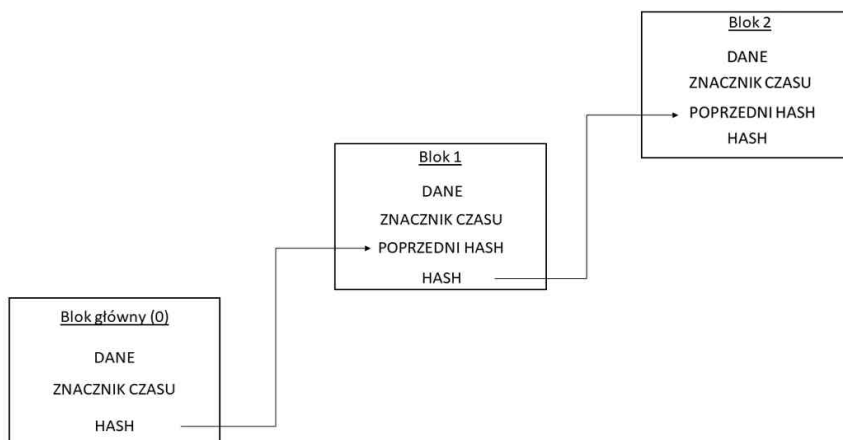 Blok 2
DANE
ZNACZNIK CZASU
POPRZEDNI HASH
HASH
Blok 1
DANE
ZNACZNIK CZASU
POPRZEDNI HASH
HASH
Blok główny (0)
DANE
ZNACZNIK CZASU
HASH